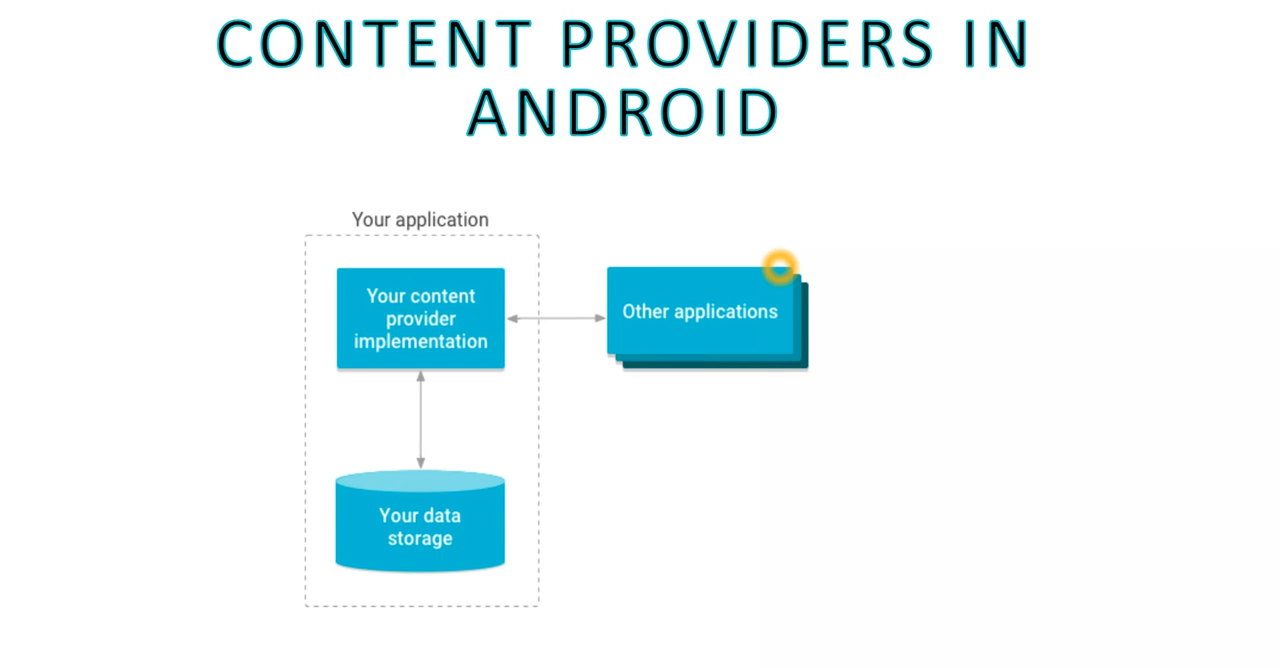 CONTENT PROVIDERS IN
ANDROID
Your application
Your content
provider
implementation
Other applications
Your data
storage